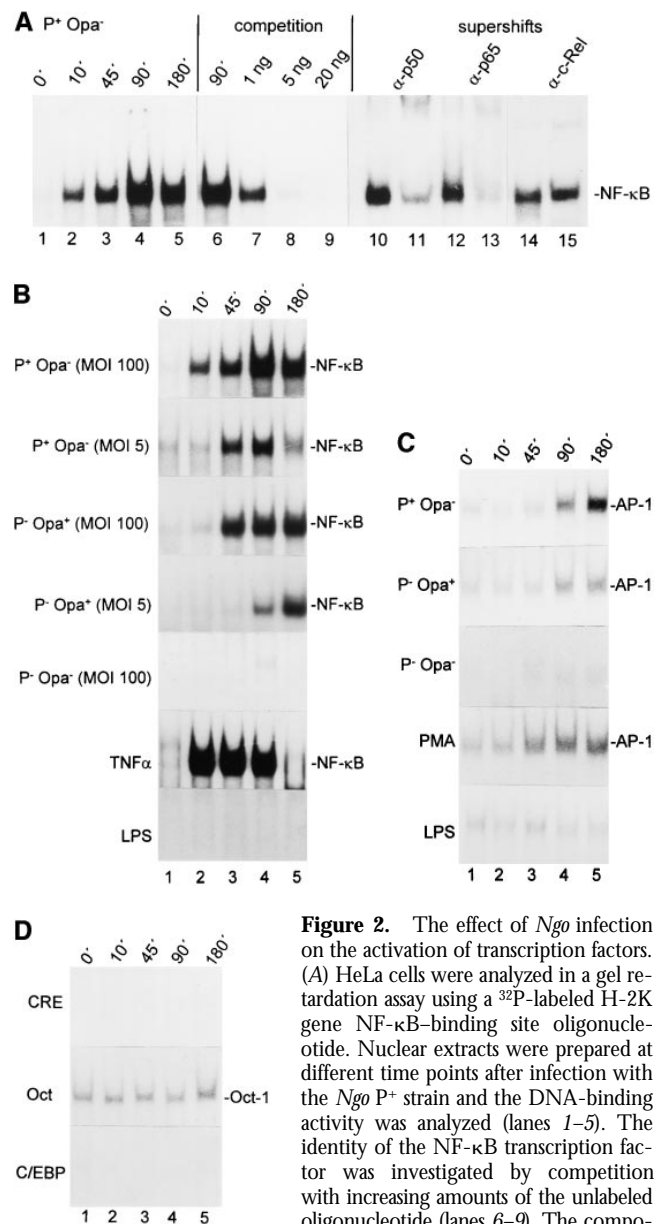 A P⁺ Opa⁻ competition supershifts
0´ 10´ 45´ 90´ 180´ 90´ 1 ng 5 ng 20 ng α-p50 α-p65 α-c-Rel
-NF-κB
1 2 3 4 5 6 7 8 9 10 11 12 13 14 15
B
0´ 10´ 45´ 90´ 180´
P⁺ Opa⁻ (MOI 100) -NF-κB
P⁺ Opa⁻ (MOI 5) -NF-κB
P⁻ Opa⁺ (MOI 100) -NF-κB
P⁻ Opa⁺ (MOI 5) -NF-κB
P⁻ Opa⁻ (MOI 100)
TNFα -NF-κB
LPS
1 2 3 4 5
C
0´ 10´ 45´ 90´ 180´
P⁺ Opa⁻ -AP-1
P⁻ Opa⁺ -AP-1
P⁻ Opa⁻
PMA -AP-1
LPS
1 2 3 4 5
D
0´ 10´ 45´ 90´ 180´
CRE
Oct -Oct-1
C/EBP
1 2 3 4 5
Figure 2. The effect of Ngo infection
on the activation of transcription factors.
(A) HeLa cells were analyzed in a gel re-
tardation assay using a ³²P-labeled H-2K
gene NF-κB–binding site oligonucle-
otide. Nuclear extracts were prepared at
different time points after infection with
the Ngo P⁺ strain and the DNA-binding
activity was analyzed (lanes 1–5). The
identity of the NF-κB transcription fac-
tor was investigated by competition
with increasing amounts of the unlabeled
oligonucleotide (lanes 6–9). The compo-